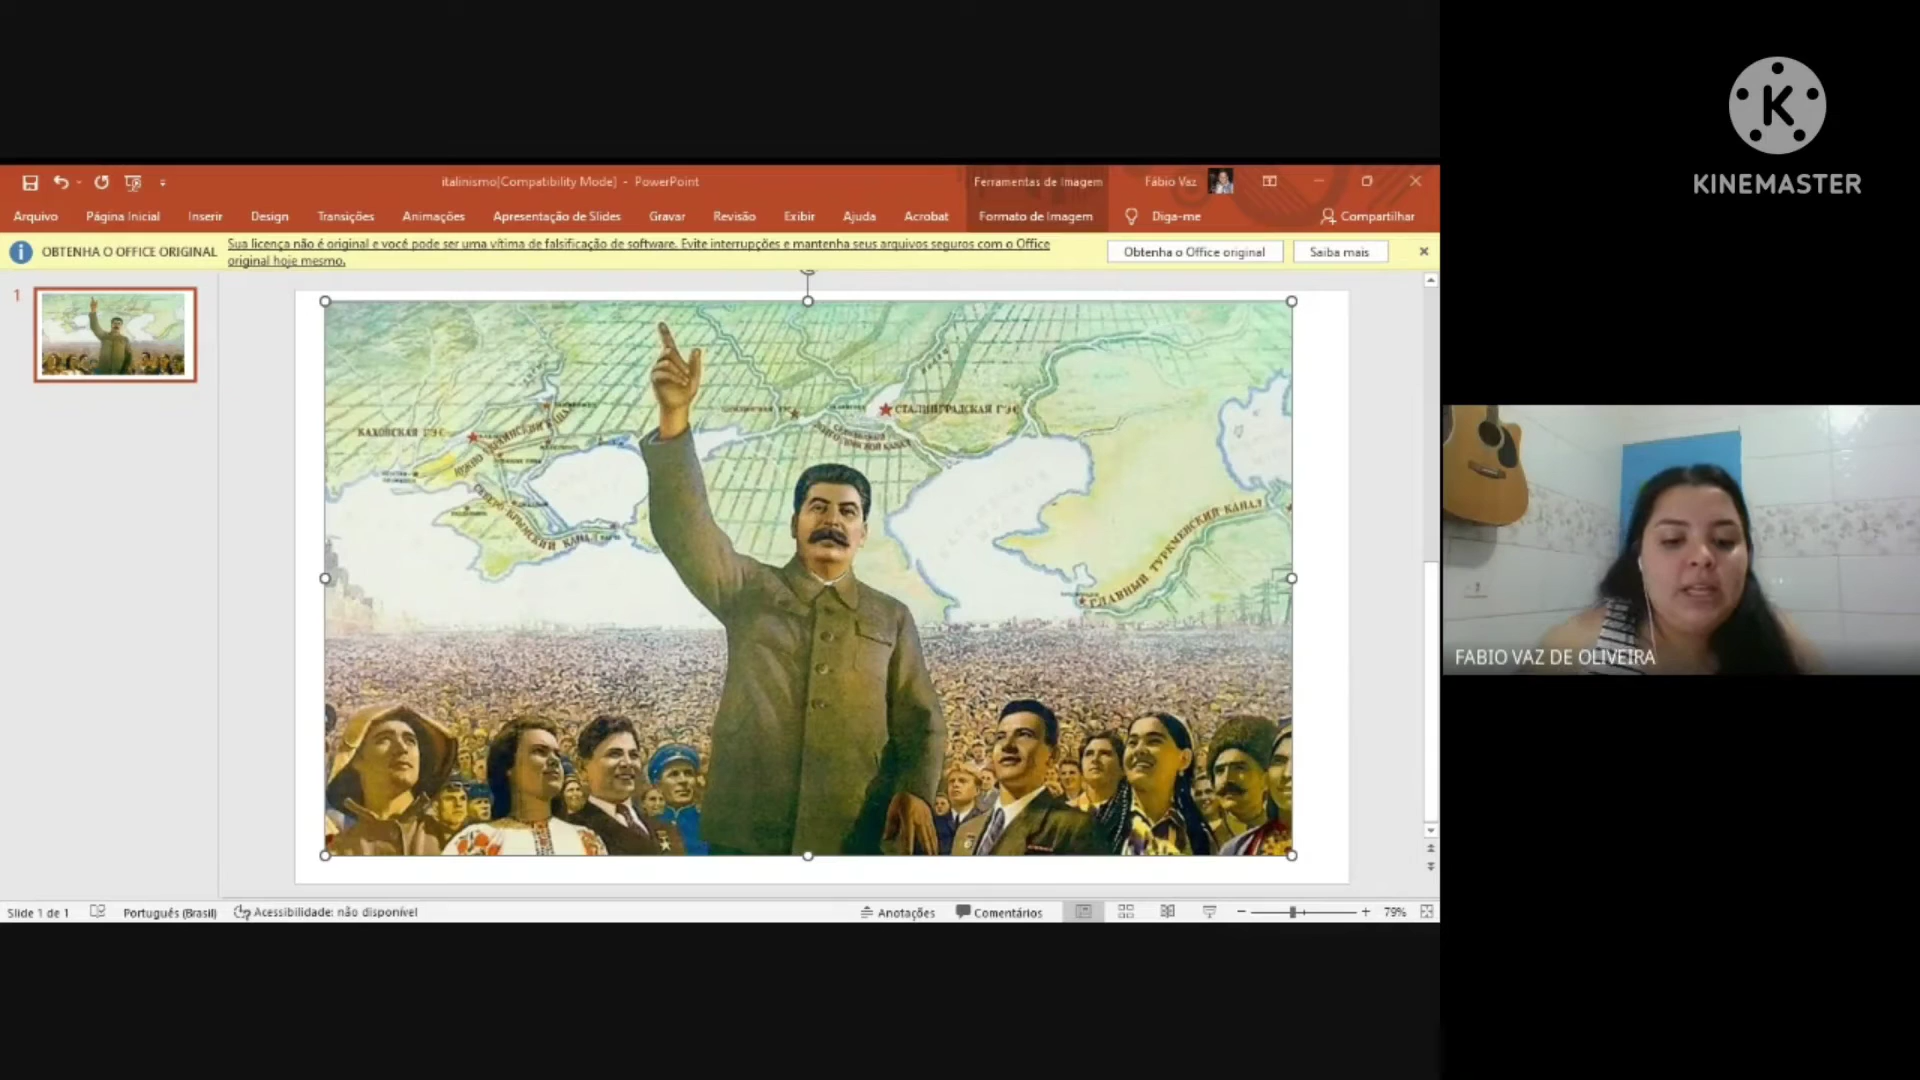 KINEMASTER
italinismo[Compatibility Mode] - PowerPoint
Ferramentas de Imagem
Fábio Vaz
Arquivo Página Inicial Inserir Design Transições Animações Apresentação de Slides Gravar Revisão Exibir Ajuda Acrobat Formato de Imagem Diga-me Compartilhar
OBTENHA O OFFICE ORIGINAL
Sua licença não é original e você pode ser uma vítima de falsificação de software. Evite interrupções e mantenha seus arquivos seguros com o Office
original hoje mesmo.
Obtenha o Office original
Saiba mais
1
СТАЛИНГРАДСКАЯ ГЭС
КАХОВСКАЯ ГЭС
ГЛАВНЫЙ ТУРКМЕНСКИЙ КАНАЛ
FABIO VAZ DE OLIVEIRA
Slide 1 de 1 Português (Brasil) Acessibilidade: não disponível Anotações Comentários 79%